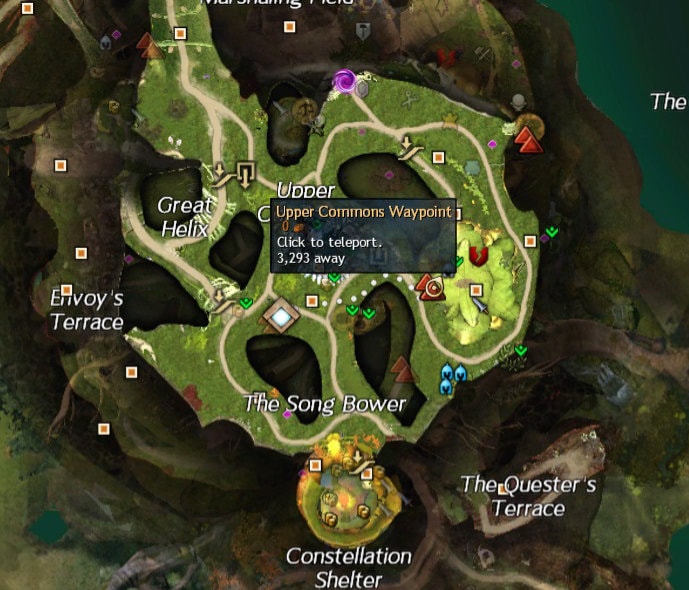 Marshaling Field
The
Upper
C
Great
Helix
Upper Commons Waypoint
0
Click to teleport.
3,293 away
Envoy's
Terrace
The Song Bower
The Quester's
Terrace
Constellation
Shelter